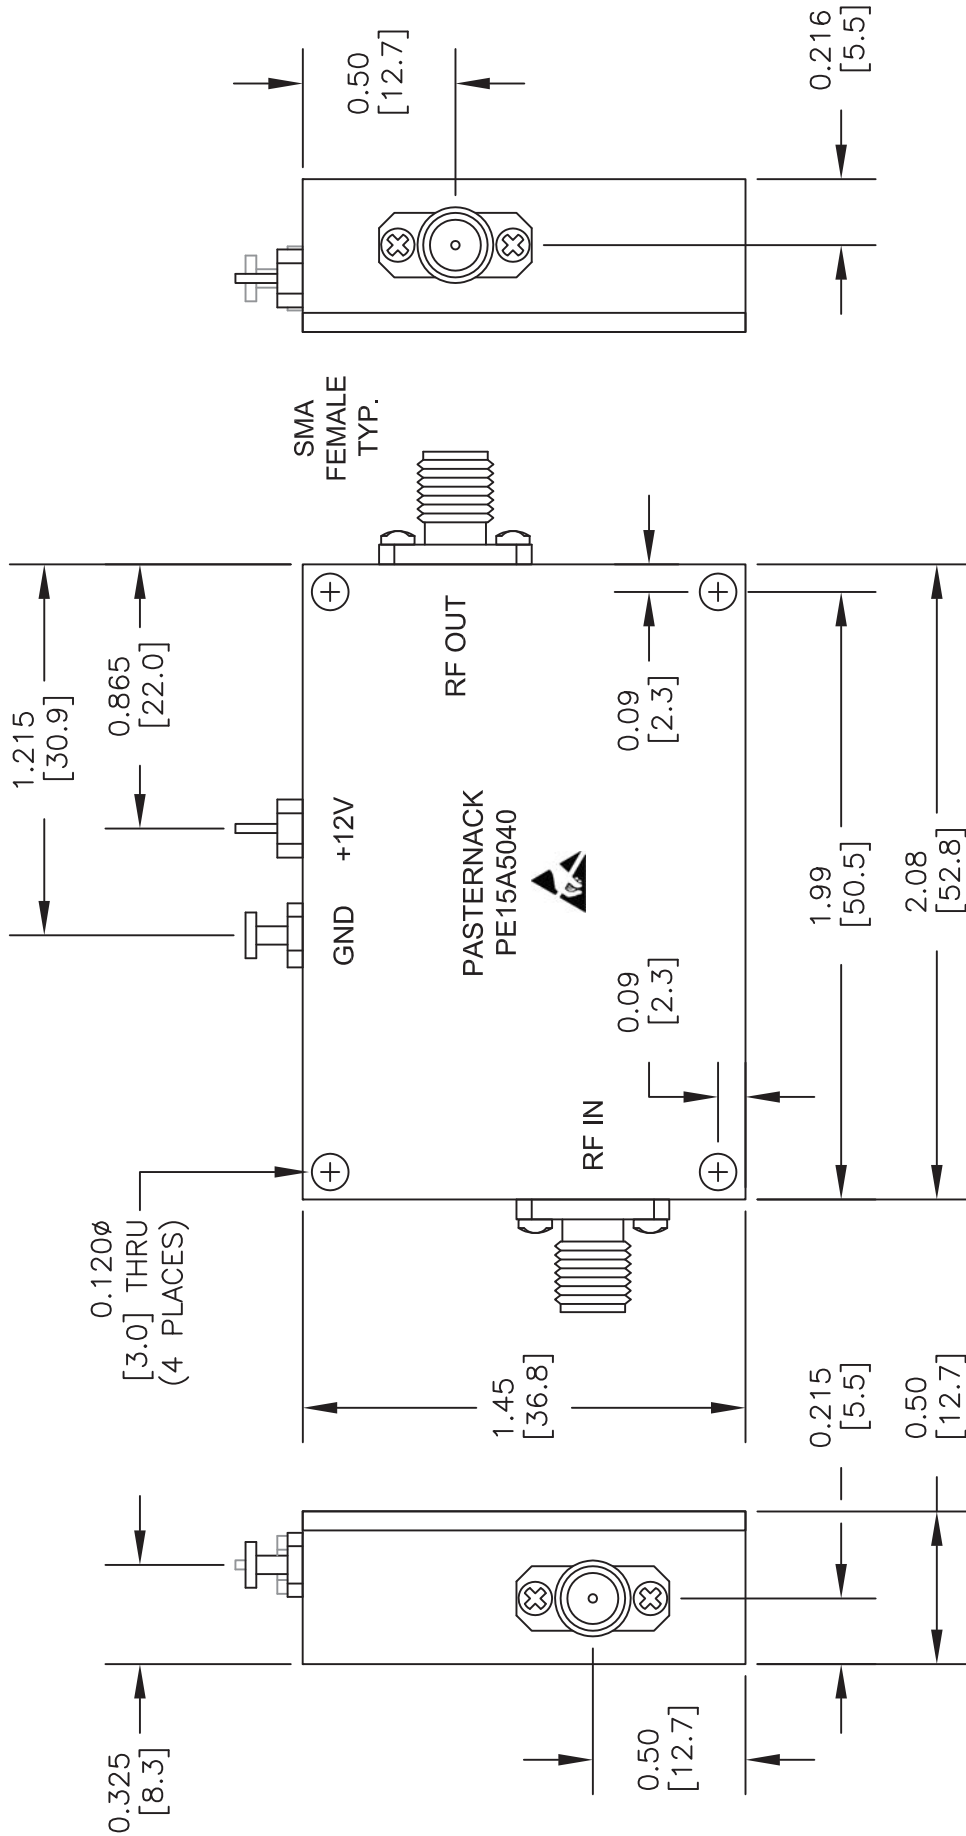 0.325
[8.3]
0.50
[12.7]
0.215
[5.5]
0.50
[12.7]
1.45
[36.8]
0.120ø
[3.0] THRU
(4 PLACES)
RF IN
GND
+12V
PASTERNACK
PE15A5040
RF OUT
0.09
[2.3]
0.09
[2.3]
1.99
[50.5]
2.08
[52.8]
1.215
[30.9]
0.865
[22.0]
SMA
FEMALE
TYP.
0.50
[12.7]
0.216
[5.5]